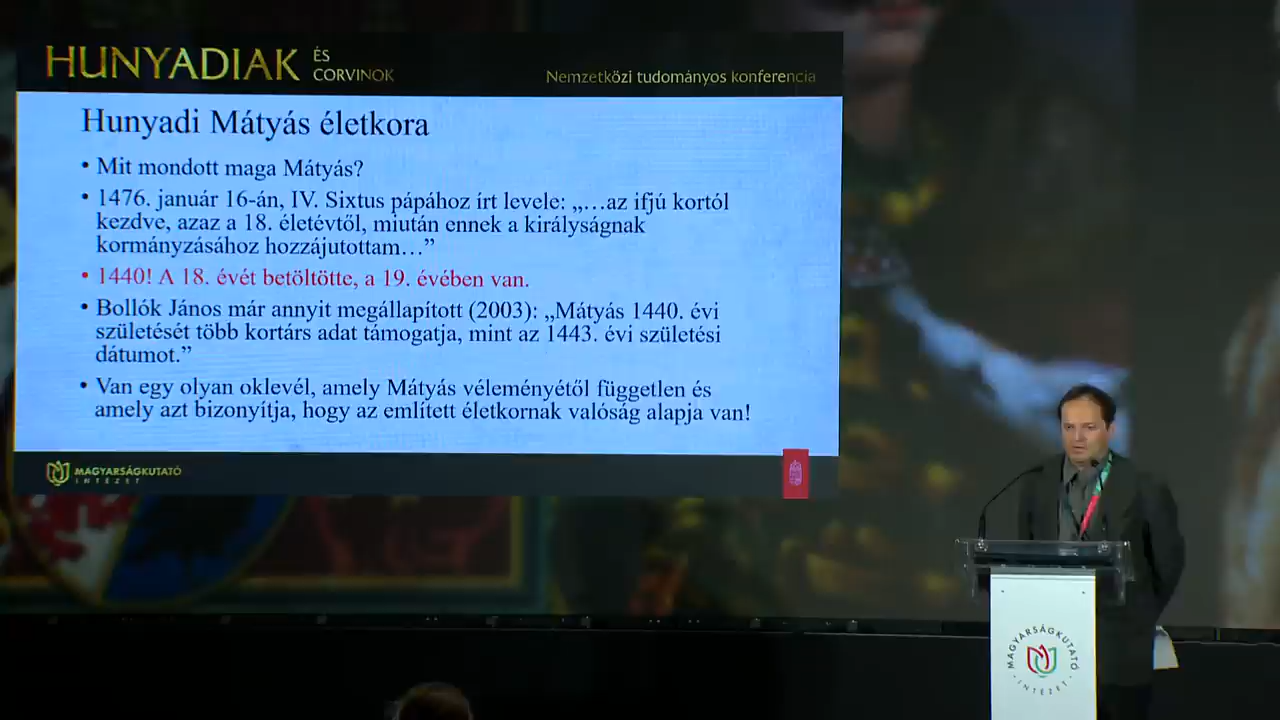 HUNYADIAK ÉS CORVINOK
Nemzetközi tudományos konferencia
Hunyadi Mátyás életkora
• Mit mondott maga Mátyás?
• 1476. január 16-án, IV. Sixtus pápához írt levele: „…az ifjú kortól
kezdve, azaz a 18. életévtől, miután ennek a királyságnak
kormányzásához hozzájutottam…”
• 1440! A 18. évét betöltötte, a 19. évében van.
• Bollók János már annyit megállapított (2003): „Mátyás 1440. évi
születését több kortárs adat támogatja, mint az 1443. évi születési
dátumot.”
• Van egy olyan oklevél, amely Mátyás véleményétől független és
amely azt bizonyítja, hogy az említett életkornak valóság alapja van!
MAGYARSÁGKUTATÓ
INTÉZET
MAGYARSÁGKUTATÓ
INTÉZET